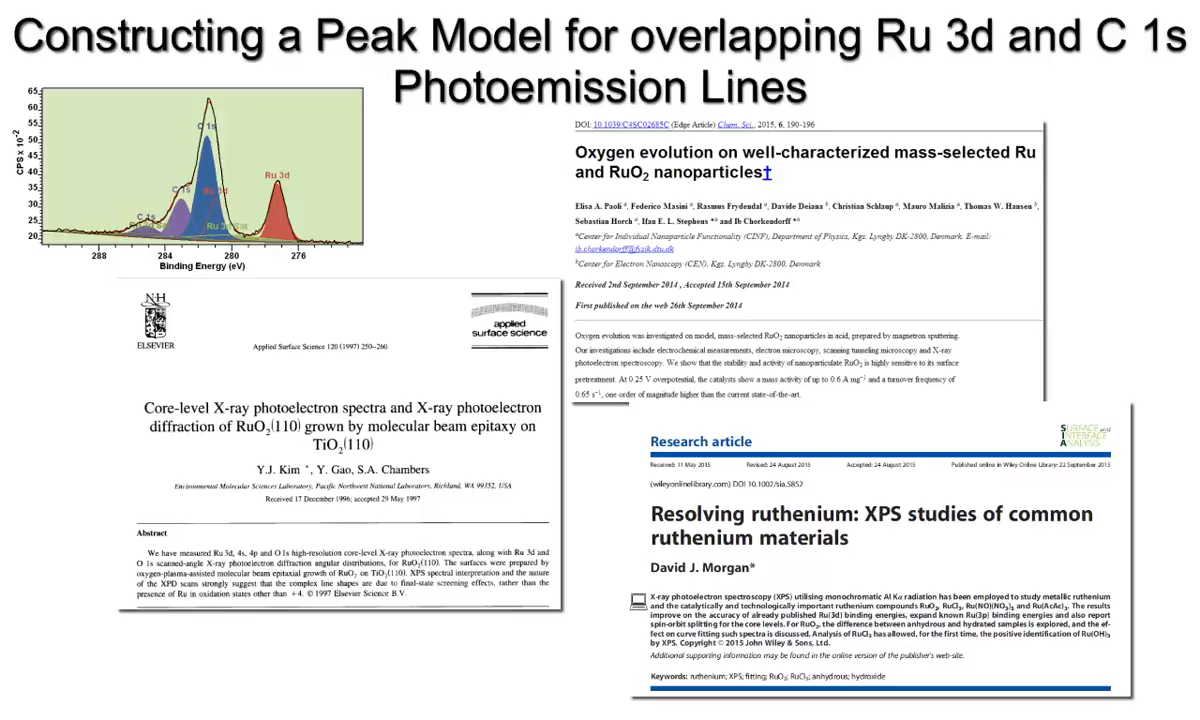 Constructing a Peak Model for overlapping Ru 3d and C 1s
Photoemission Lines
65
60
55
50
45
40
35
30
25
20
CPS x 10-2
C 1s
C 1s
Ru 3d
Ru 3d
C 1s
Ru 3d Sat
288
284
280
276
Binding Energy (eV)
DOI: 10.1039/C4SC02685C (Edge Article) Chem. Sci., 2015, 6, 190-196
Oxygen evolution on well-characterized mass-selected Ru
and RuO2 nanoparticles†
Elisa A. Paoli a, Federico Masini a, Rasmus Frydendal a, Davide Deiana b, Christian Schlaup a, Mauro Malizia a, Thomas W. Hansen b,
Sebastian Horch a, Ifan E. L. Stephens *a and Ib Chorkendorff *a
aCenter for Individual Nanoparticle Functionality (CINF), Department of Physics, Kgs. Lyngby DK-2800, Denmark. E-mail:
ib.chorkendorff@fysik.dtu.dk
bCenter for Electron Nanoscopy (CEN), Kgs. Lyngby DK-2800, Denmark
Received 2nd September 2014 , Accepted 15th September 2014
First published on the web 26th September 2014
Oxygen evolution was investigated on model, mass-selected RuO2 nanoparticles in acid, prepared by magnetron sputtering.
Our investigations include electrochemical measurements, electron microscopy, scanning tunneling microscopy and X-ray
photoelectron spectroscopy. We show that the stability and activity of nanoparticulate RuO2 is highly sensitive to its surface
pretreatment. At 0.25 V overpotential, the catalysts show a mass activity of up to 0.6 A mg−1 and a turnover frequency of
0.65 s−1, one order of magnitude higher than the current state-of-the-art.
NH
ELSEVIER
applied
surface science
Applied Surface Science 120 (1997) 250–260
Core-level X-ray photoelectron spectra and X-ray photoelectron
diffraction of RuO2(110) grown by molecular beam epitaxy on
TiO2(110)
Y.J. Kim *, Y. Gao, S.A. Chambers
Environmental Molecular Sciences Laboratory, Pacific Northwest National Laboratories, Richland, WA 99352, USA
Received 17 December 1996; accepted 29 May 1997
Abstract
We have measured Ru 3d, 4s, 4p and O 1s high-resolution core-level X-ray photoelectron spectra, along with Ru 3d and
O 1s scanned-angle X-ray photoelectron diffraction angular distributions, for RuO2(110). The surfaces were prepared by
oxygen-plasma-assisted molecular beam epitaxial growth of RuO2 on TiO2(110). XPS spectral interpretation and the nature
of the XPD scans strongly suggest that the complex line shapes are due to final-state screening effects, rather than the
presence of Ru in oxidation states other than +4. © 1997 Elsevier Science B.V.
Research article
SURFACE and
INTERFACE
ANALYSIS
Received: 11 May 2015
Revised: 24 August 2015
Accepted: 24 August 2015
Published online in Wiley Online Library: 22 September 2015
(wileyonlinelibrary.com) DOI 10.1002/sia.5852
Resolving ruthenium: XPS studies of common
ruthenium materials
David J. Morgan*
X-ray photoelectron spectroscopy (XPS) utilising monochromatic Al Kα radiation has been employed to study metallic ruthenium
and the catalytically and technologically important ruthenium compounds RuO2, RuCl3, Ru(NO)(NO3)3 and Ru(AcAc)3. The results
improve on the accuracy of already published Ru(3d) binding energies, expand known Ru(3p) binding energies and also report
spin-orbit splitting for the core levels. For RuO2, the difference between anhydrous and hydrated samples is explored, and the ef-
fect on curve fitting such spectra is discussed. Analysis of RuCl3 has allowed, for the first time, the positive identification of Ru(OH)3
by XPS. Copyright © 2015 John Wiley & Sons, Ltd.
Additional supporting information may be found in the online version of the publisher's web-site.
Keywords: ruthenium; XPS; fitting; RuO2; RuCl3; anhydrous; hydroxide